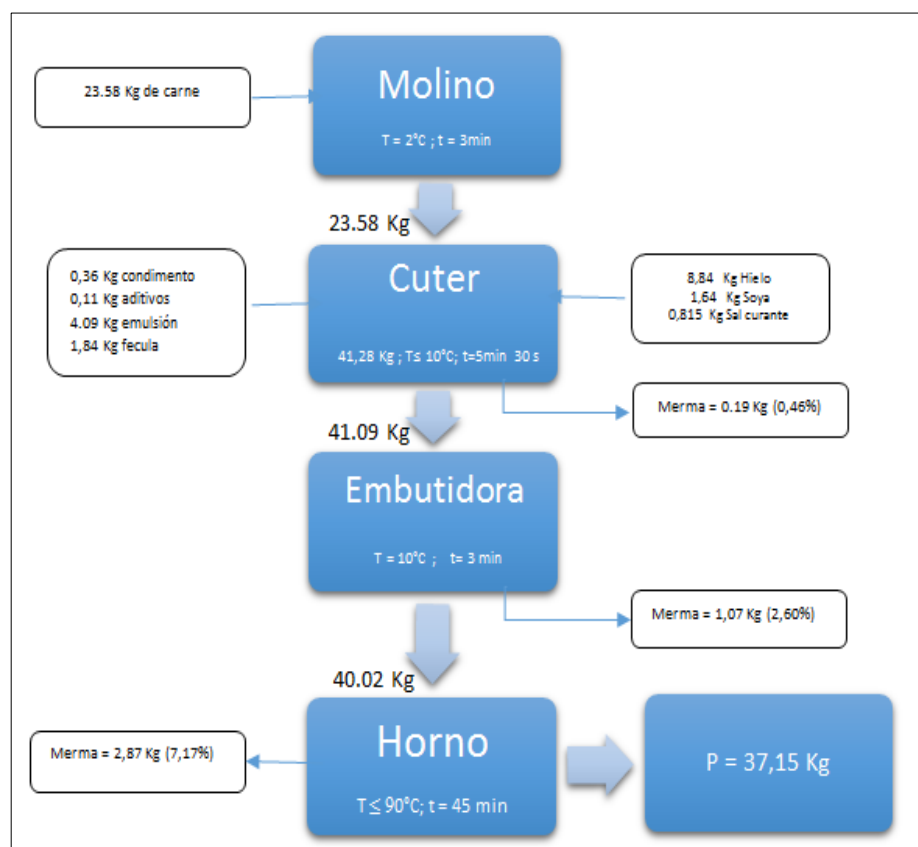 Molino
T = 2°C ; t = 3min
23.58 Kg de carne
23.58 Kg
Cuter
41,28 Kg ; T≤ 10°C; t=5min 30 s
0,36 Kg condimento
0,11 Kg aditivos
4.09 Kg emulsión
1,84 Kg fecula
8,84 Kg Hielo
1,64 Kg Soya
0,815 Kg Sal curante
Merma = 0.19 Kg (0,46%)
41.09 Kg
Embutidora
T = 10°C ; t= 3 min
Merma = 1,07 Kg (2,60%)
40.02 Kg
Horno
T ≤ 90°C; t = 45 min
Merma = 2,87 Kg (7,17%)
P = 37,15 Kg